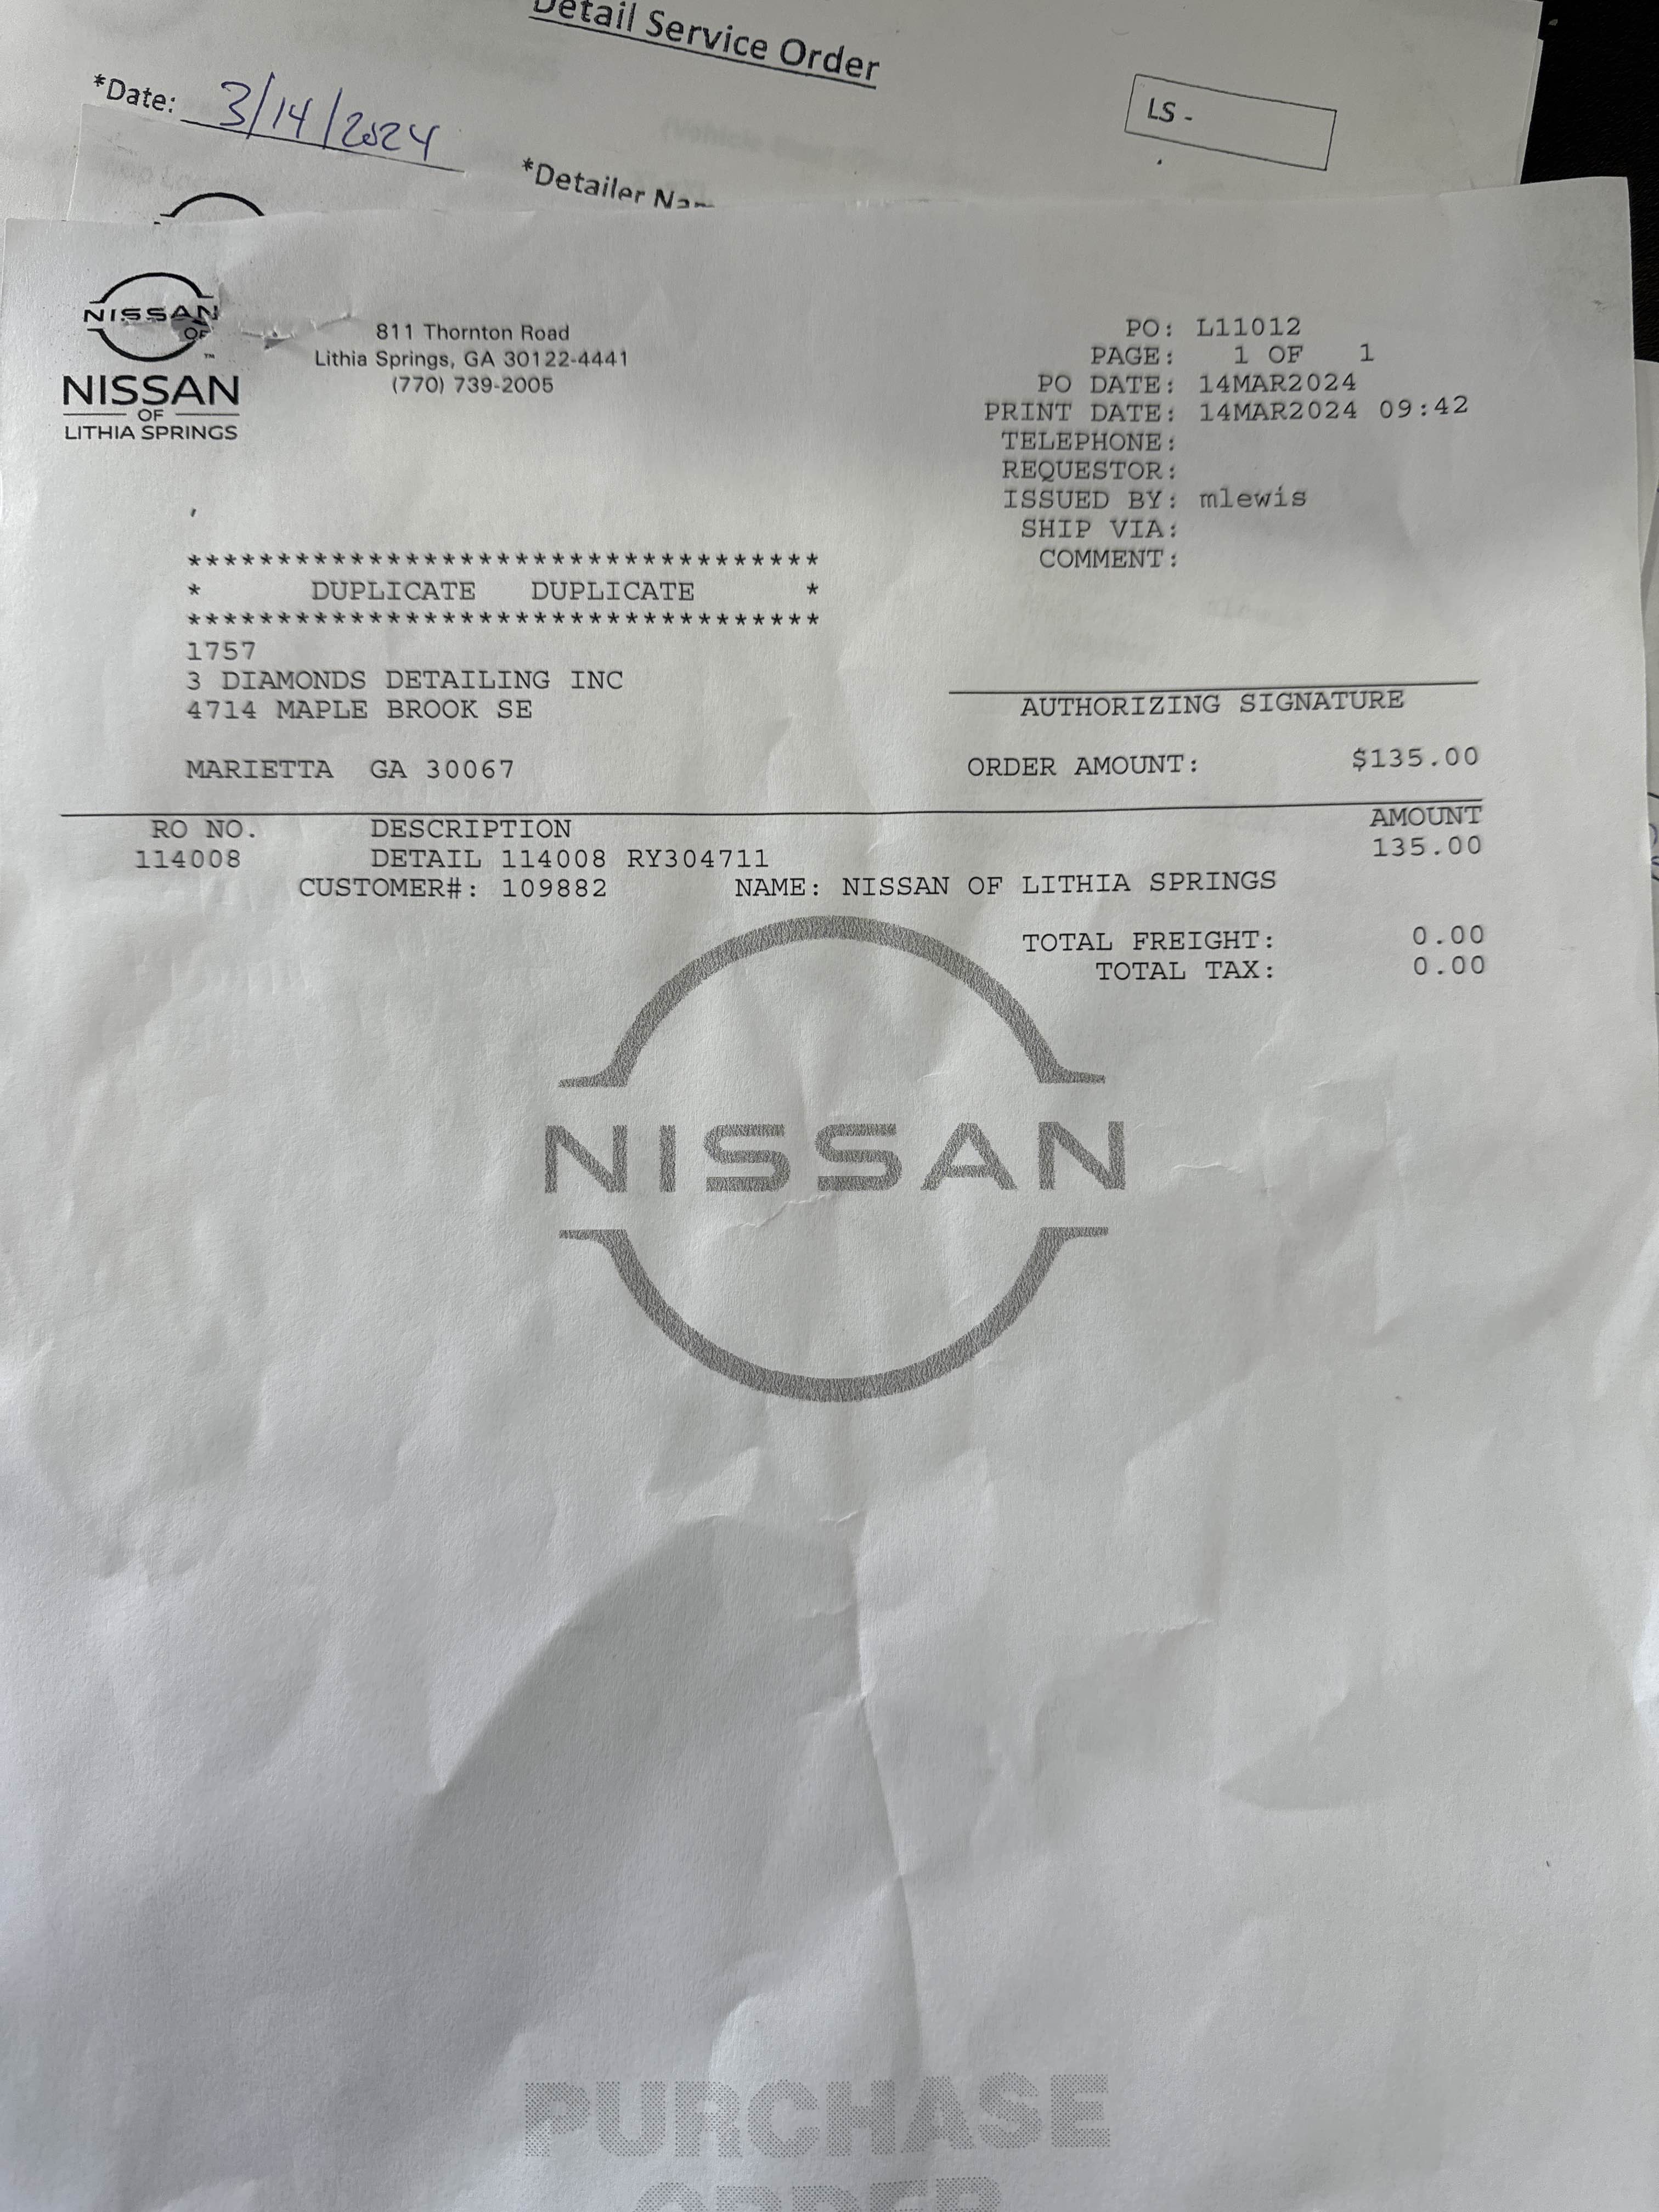 Detail Service Order
*Date: 3/14/2024
LS -
*Detailer
NISSAN
OF
NISSAN
OF
LITHIA SPRINGS
811 Thornton Road
Lithia Springs, GA 30122-4441
(770) 739-2005
PO: L11012
PAGE: 1 OF 1
PO DATE: 14MAR2024
PRINT DATE: 14MAR2024 09:42
TELEPHONE:
REQUESTOR:
ISSUED BY: mlewis
SHIP VIA:
COMMENT:
***********************************
* DUPLICATE DUPLICATE *
***********************************
1757
3 DIAMONDS DETAILING INC
4714 MAPLE BROOK SE
MARIETTA GA 30067
AUTHORIZING SIGNATURE
ORDER AMOUNT: $135.00
RO NO. DESCRIPTION AMOUNT
114008 DETAIL 114008 RY304711 135.00
CUSTOMER#: 109882 NAME: NISSAN OF LITHIA SPRINGS
TOTAL FREIGHT: 0.00
TOTAL TAX: 0.00
NISSAN
PURCHASE
ORDER